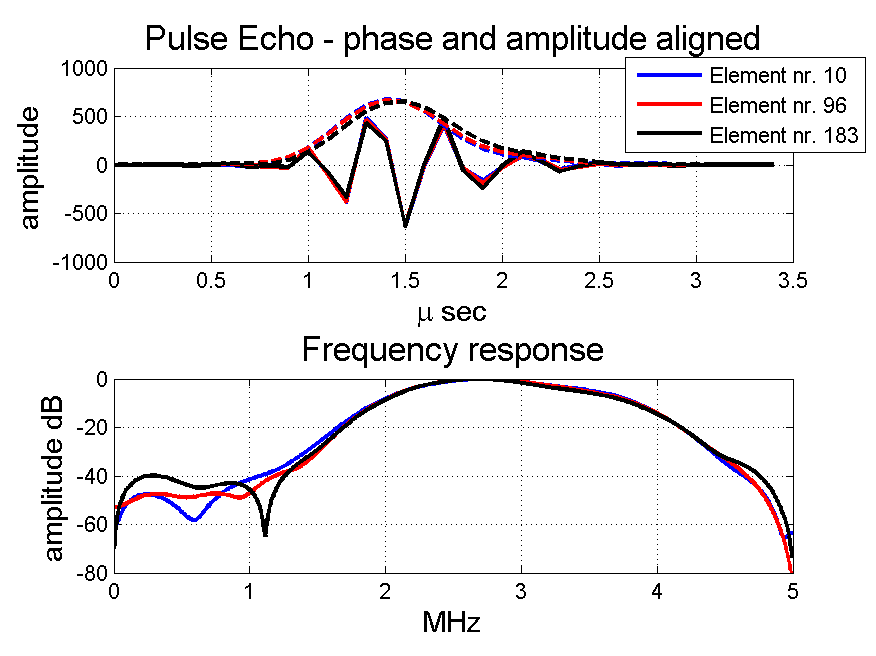 Pulse Echo - phase and amplitude aligned
Element nr. 10
Element nr. 96
Element nr. 183
amplitude
1000
500
0
-500
-1000
0 0.5 1 1.5 2 2.5 3 3.5
μ sec
Frequency response
amplitude dB
0
-20
-40
-60
-80
0 1 2 3 4 5
MHz